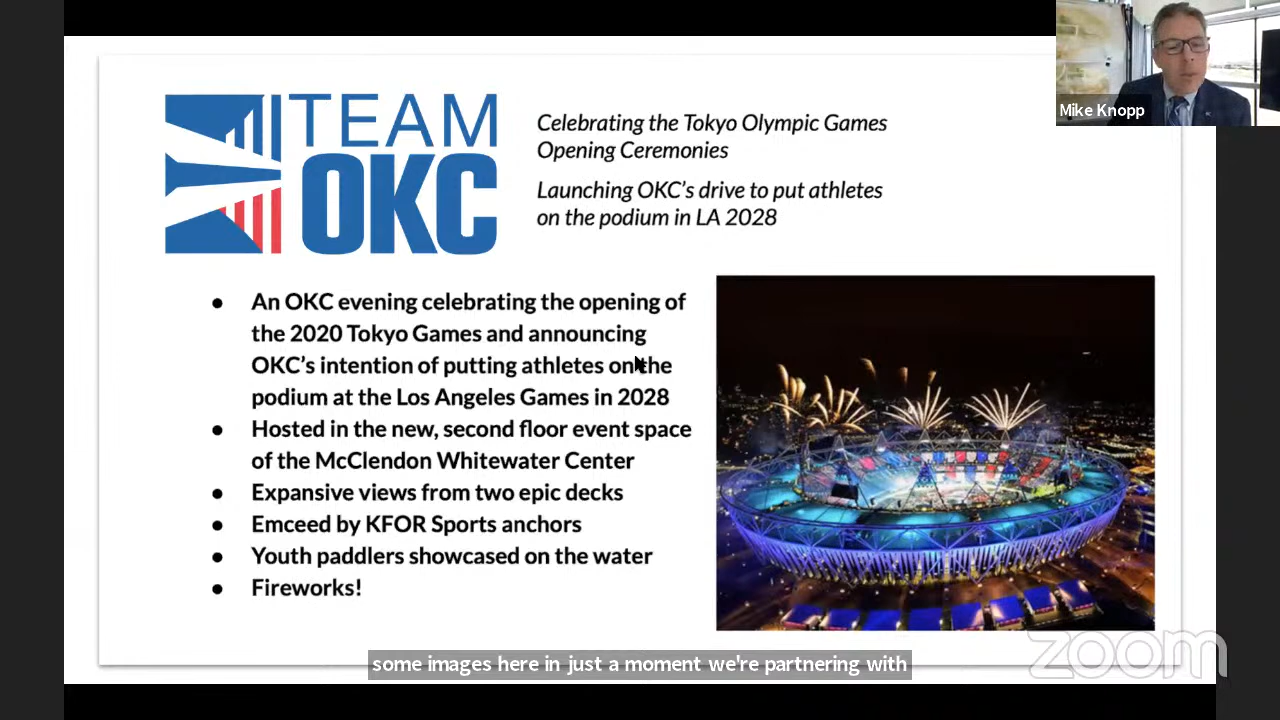 Mike Knopp
TEAM
OKC
Celebrating the Tokyo Olympic Games
Opening Ceremonies
Launching OKC's drive to put athletes
on the podium in LA 2028
● An OKC evening celebrating the opening of
the 2020 Tokyo Games and announcing
OKC's intention of putting athletes on the
podium at the Los Angeles Games in 2028
● Hosted in the new, second floor event space
of the McClendon Whitewater Center
● Expansive views from two epic decks
● Emceed by KFOR Sports anchors
● Youth paddlers showcased on the water
● Fireworks!
some images here in just a moment we're partnering with
zoom